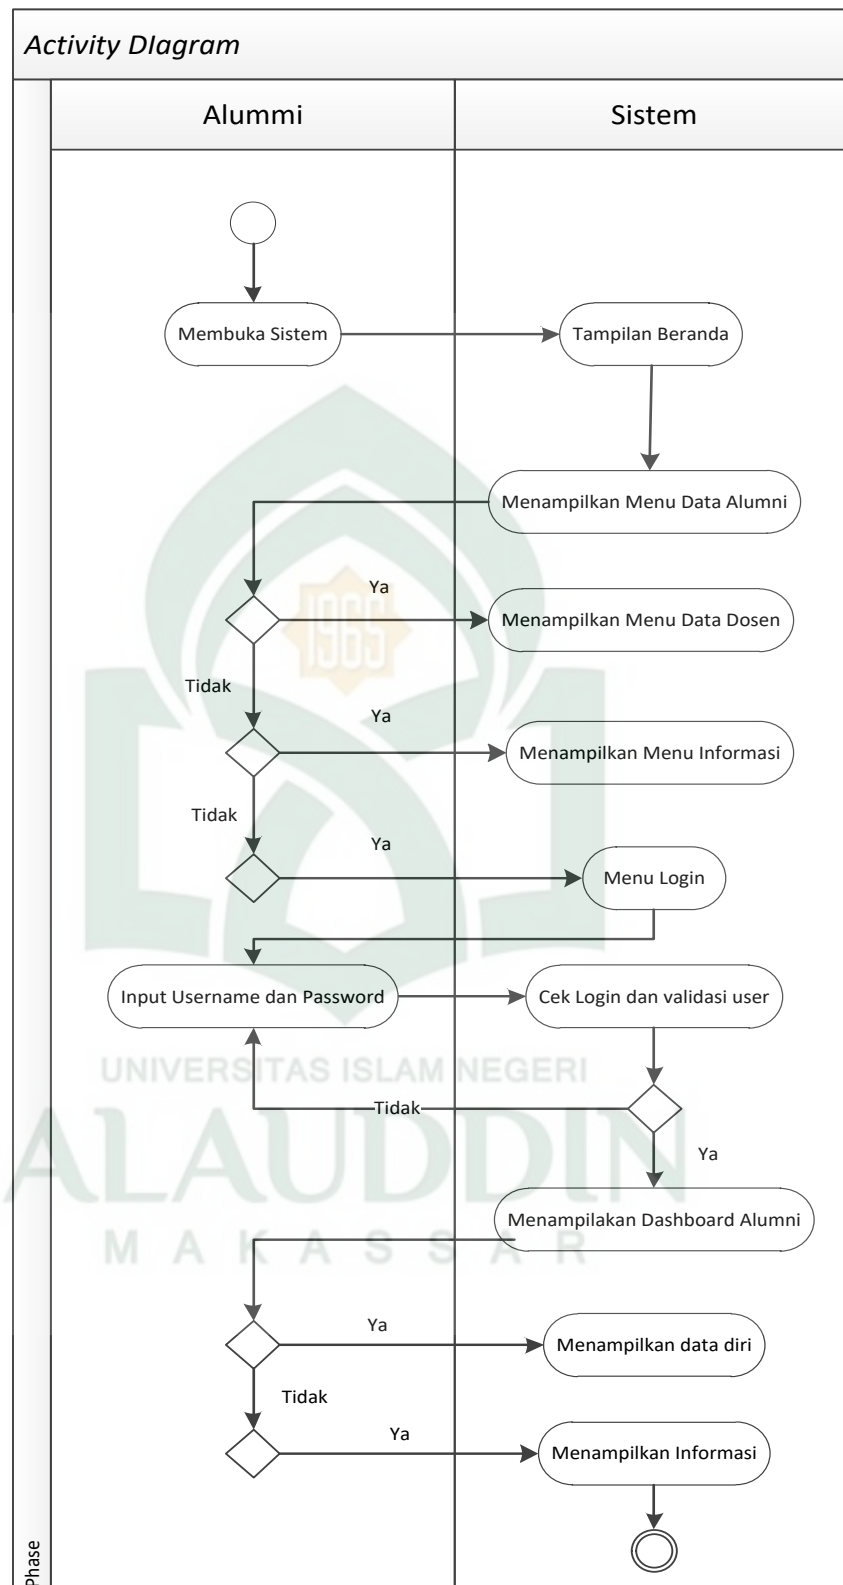 Activity DIagram
Alummi
Sistem
Membuka Sistem
Tampilan Beranda
Menampilkan Menu Data Alumni
Ya
1965
Menampilkan Menu Data Dosen
Tidak
Ya
Menampilkan Menu Informasi
Tidak
Ya
Menu Login
Input Username dan Password
Cek Login dan validasi user
UNIVERSITAS ISLAM NEGERI
Tidak
ALAUDDIN
Ya
Menampilakan Dashboard Alumni
MAKASSAR
Ya
Menampilkan data diri
Tidak
Ya
Menampilkan Informasi
Phase